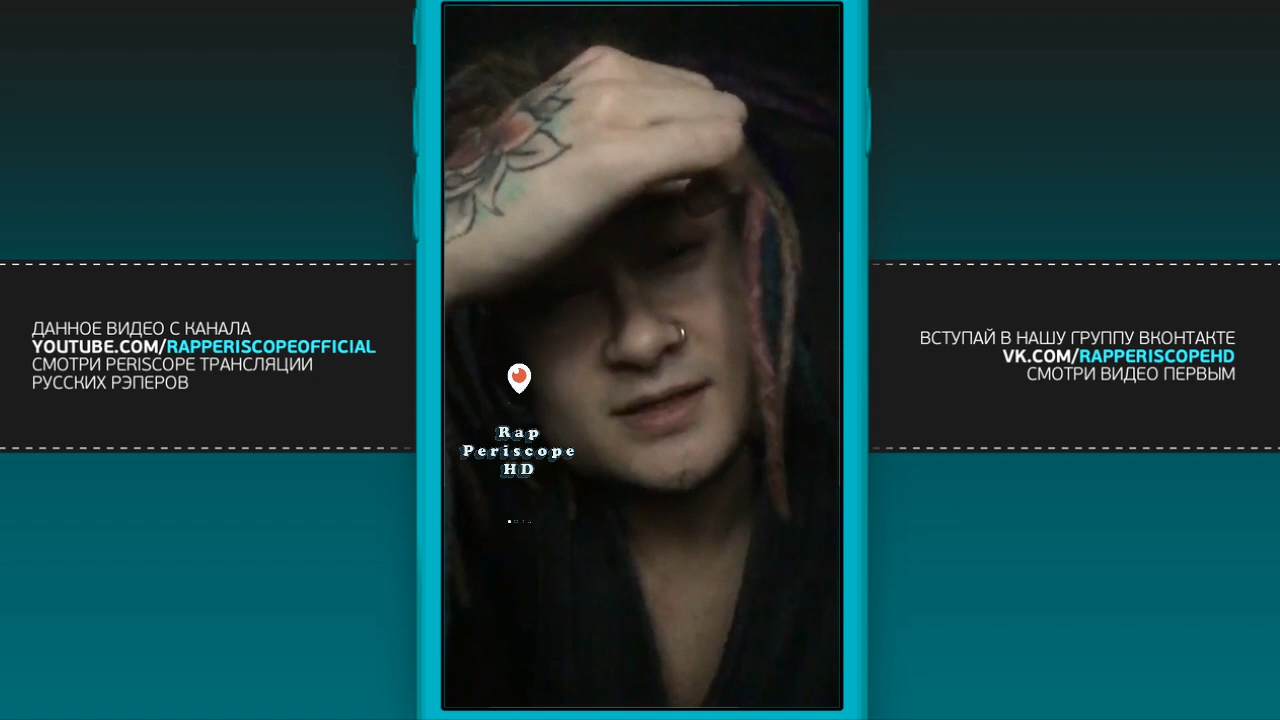 ДАННОЕ ВИДЕО С КАНАЛА
YOUTUBE.COM/RAPPERISCOPEOFFICIAL
СМОТРИ PERISCOPE ТРАНСЛЯЦИИ
РУССКИХ РЭПЕРОВ
Rap
Periscope
HD
ВСТУПАЙ В НАШУ ГРУППУ ВКОНТАКТЕ
VK.COM/RAPPERISCOPEHD
СМОТРИ ВИДЕО ПЕРВЫМ